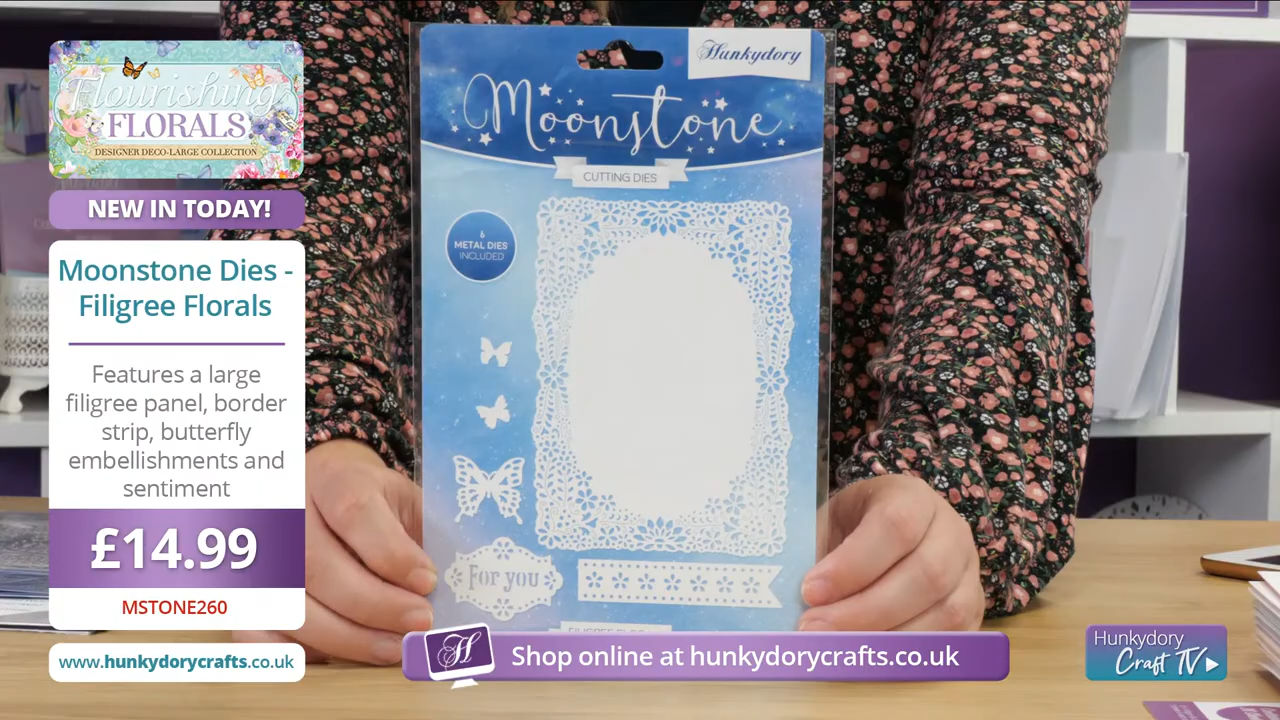 Flourishing
FLORALS
DESIGNER DECO-LARGE COLLECTION
NEW IN TODAY!
Moonstone Dies -
Filigree Florals
Features a large
filigree panel, border
strip, butterfly
embellishments and
sentiment
£14.99
MSTONE260
www.hunkydorycrafts.co.uk
Hunkydory
Moonstone
CUTTING DIES
6
METAL DIES
INCLUDED
For you
H
Shop online at hunkydorycrafts.co.uk
Hunkydory
Craft TV